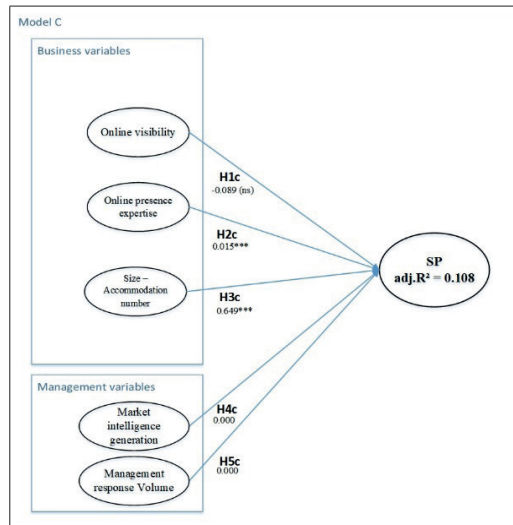 Model C
Business variables
Online visibility
H1c
-0.089 (ns)
Online presence
expertise
H2c
0.015***
SP
adj.R² = 0.108
Size –
Accommodation
number
H3c
0.649***
Management variables
Market
intelligence
generation
H4c
0.000
Management
response Volume
H5c
0.000